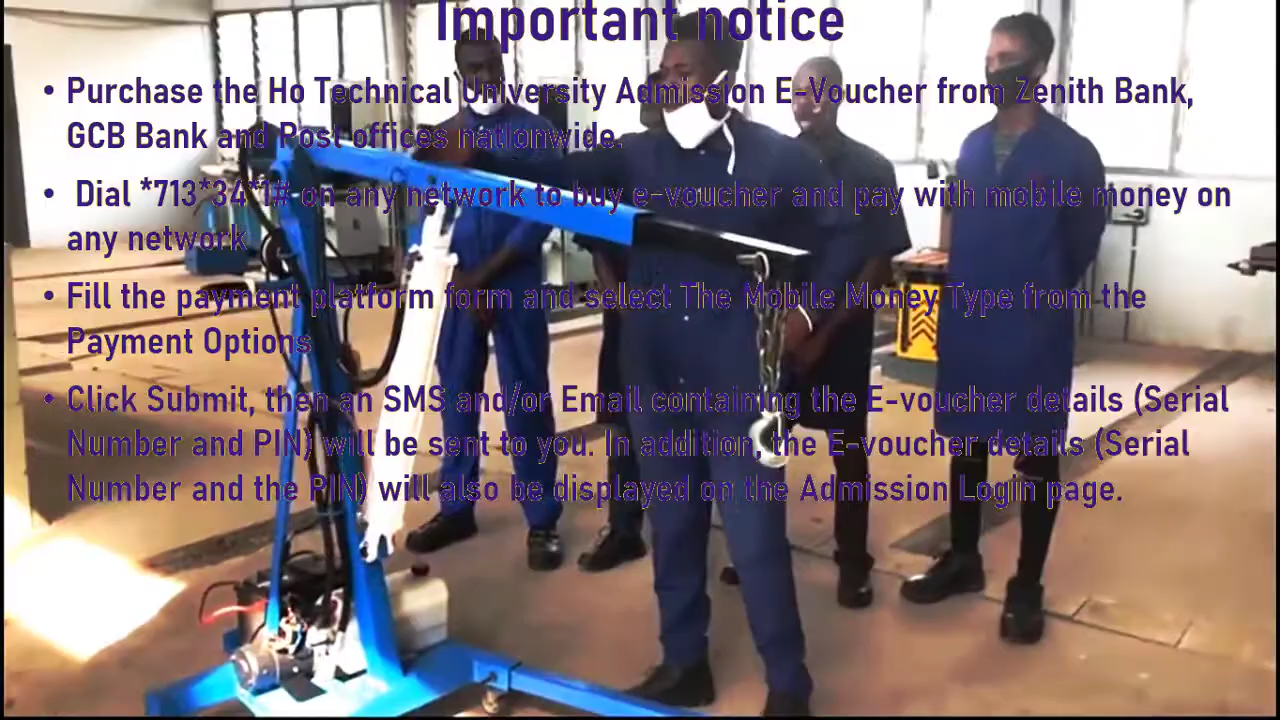 Important notice
• Purchase the Ho Technical University Admission E-Voucher from Zenith Bank,
GCB Bank and Post offices nationwide.
• Dial *713*34*1# on any network to buy e-voucher and pay with mobile money on
any network
• Fill the payment platform form and select The Mobile Money Type from the
Payment Options
• Click Submit, then an SMS and/or Email containing the E-voucher details (Serial
Number and PIN) will be sent to you. In addition, the E-voucher details (Serial
Number and the PIN) will also be displayed on the Admission Login page.